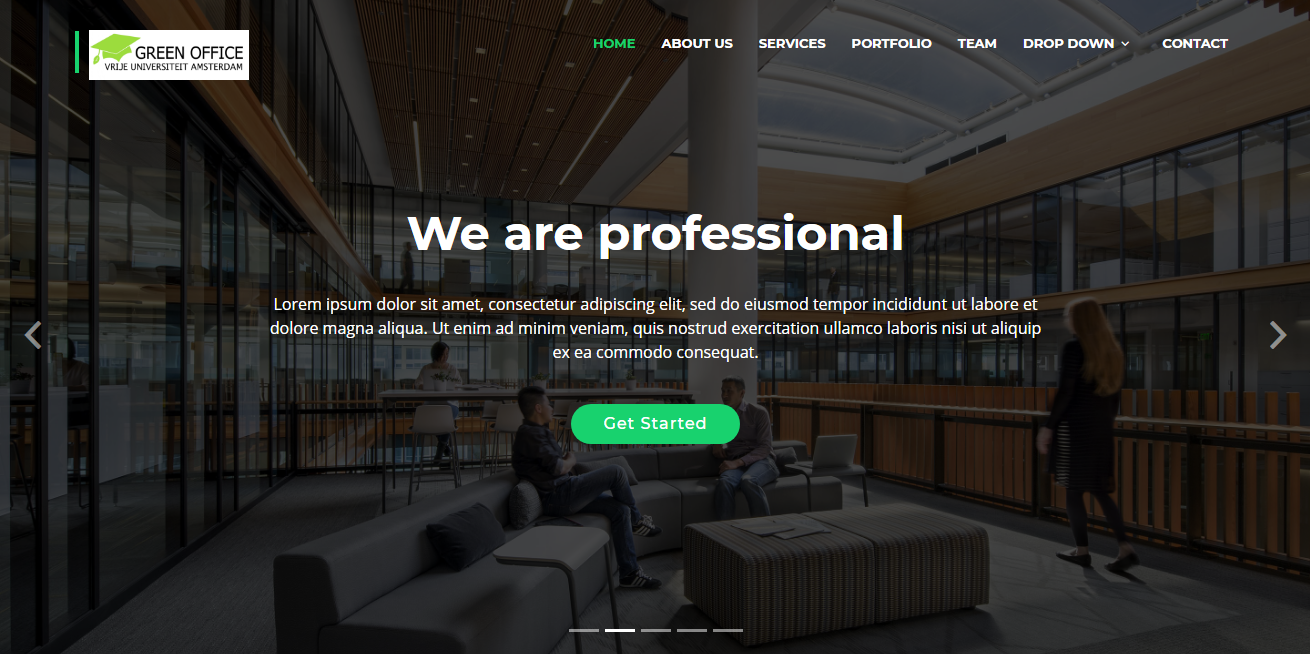 GREEN OFFICE
VRIJE UNIVERSITEIT AMSTERDAM
HOME ABOUT US SERVICES PORTFOLIO TEAM DROP DOWN CONTACT
We are professional
Lorem ipsum dolor sit amet, consectetur adipiscing elit, sed do eiusmod tempor incididunt ut labore et
dolore magna aliqua. Ut enim ad minim veniam, quis nostrud exercitation ullamco laboris nisi ut aliquip
ex ea commodo consequat.
Get Started